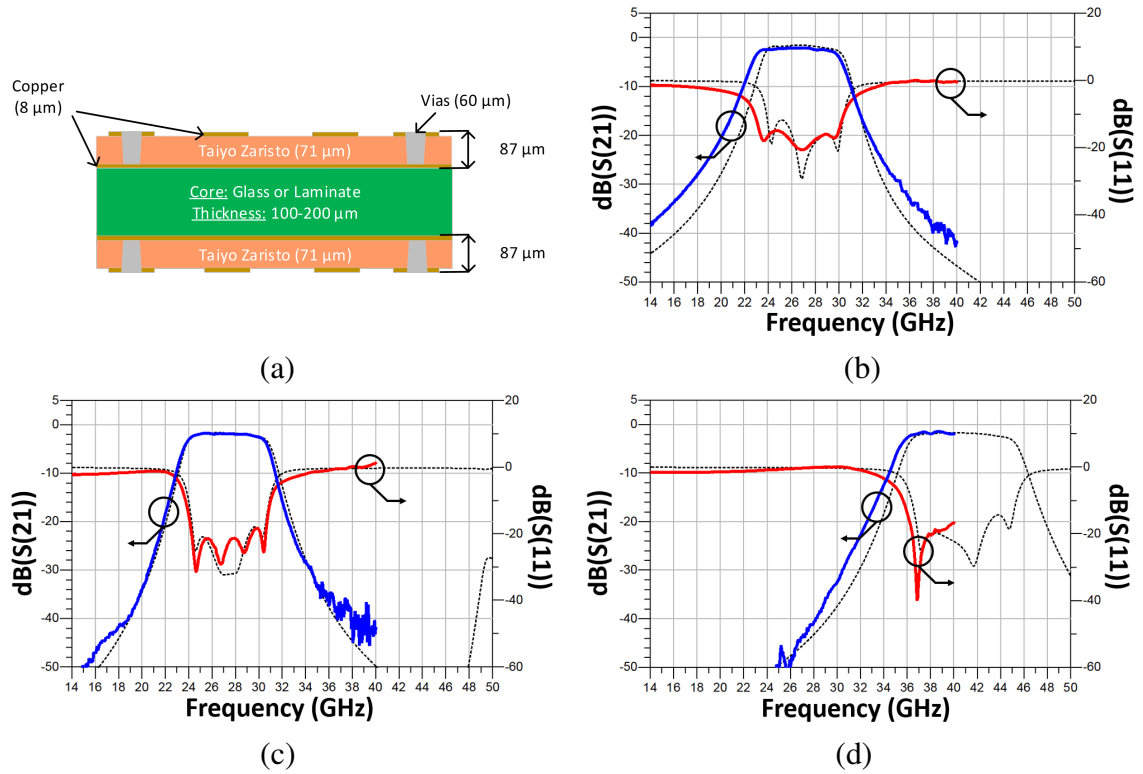 Copper
(8 µm)
Vias (60 µm)
Taiyo Zaristo (71 µm)
87 µm
Core: Glass or Laminate
Thickness: 100-200 µm
Taiyo Zaristo (71 µm)
87 µm
(a)
5
0
-10
-20
-30
-40
-50
dB(S(21))
20
0
-20
-40
-60
dB(S(11))
14 16 18 20 22 24 26 28 30 32 34 36 38 40 42 44 46 48 50
Frequency (GHz)
(b)
5
0
-10
-20
-30
-40
-50
dB(S(21))
20
0
-20
-40
-60
dB(S(11))
14 16 18 20 22 24 26 28 30 32 34 36 38 40 42 44 46 48 50
Frequency (GHz)
(c)
5
0
-10
-20
-30
-40
-50
dB(S(21))
20
0
-20
-40
-60
dB(S(11))
14 16 18 20 22 24 26 28 30 32 34 36 38 40 42 44 46 48 50
Frequency (GHz)
(d)